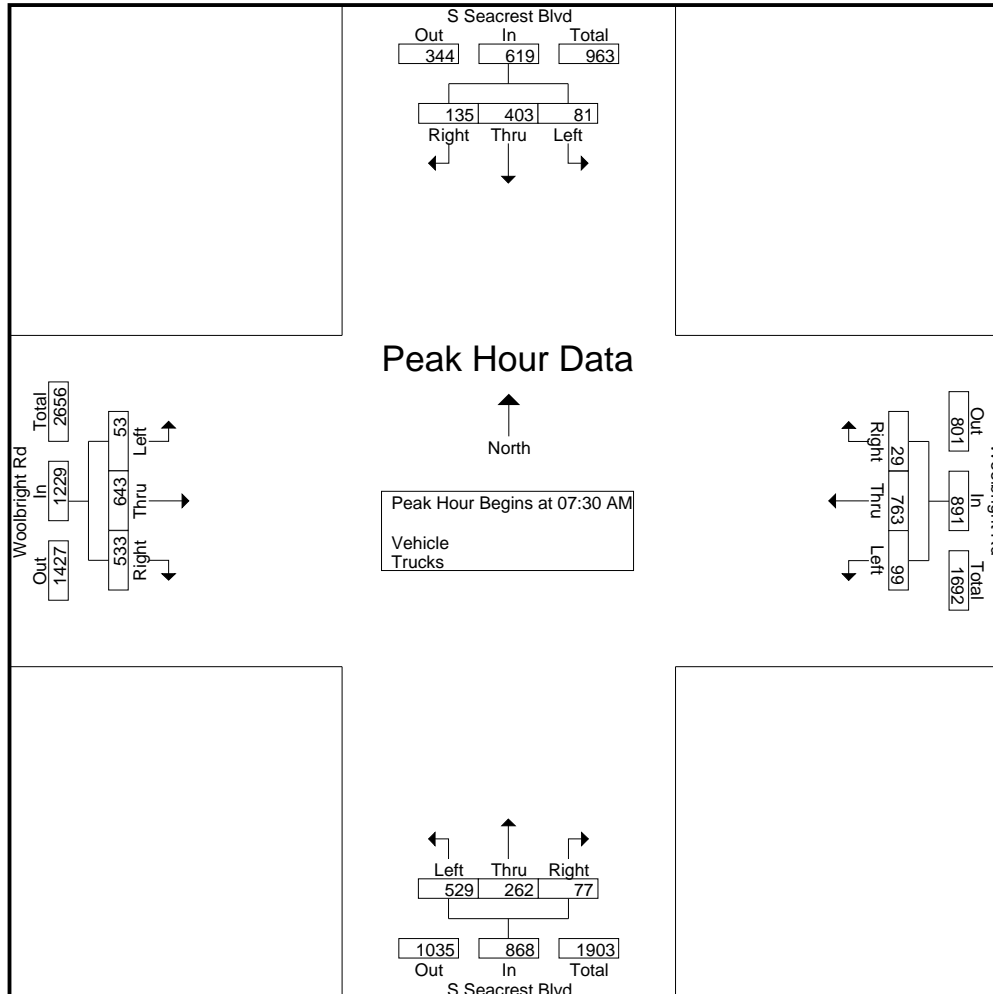 S Seacrest Blvd
Out In Total
344 619 963
135 403 81
Right Thru Left
Peak Hour Data
North
Peak Hour Begins at 07:30 AM
Vehicle
Trucks
Woolbright Rd
Out In Total
1427 1229 2656
533 643 53
Right Thru Left
Out In Total
801 891 1692
29 763 99
Right Thru Left
Left Thru Right
529 262 77
1035 868 1903
Out In Total
S Seacrest Blvd